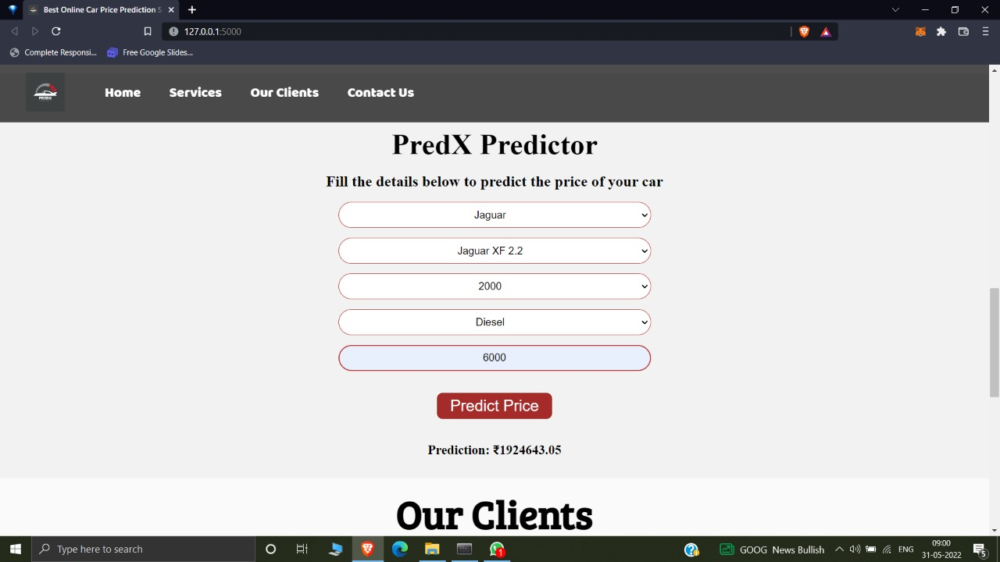 Best Online Car Price Prediction S
127.0.0.1:5000
Complete Responsi...
Free Google Slides...
PREDX
Home
Services
Our Clients
Contact Us
PredX Predictor
Fill the details below to predict the price of your car
Jaguar
Jaguar XF 2.2
2000
Diesel
6000
Predict Price
Prediction: ₹1924643.05
Our Clients
Type here to search
1
GOOG News Bullish
ENG
09:00
31-05-2022
5